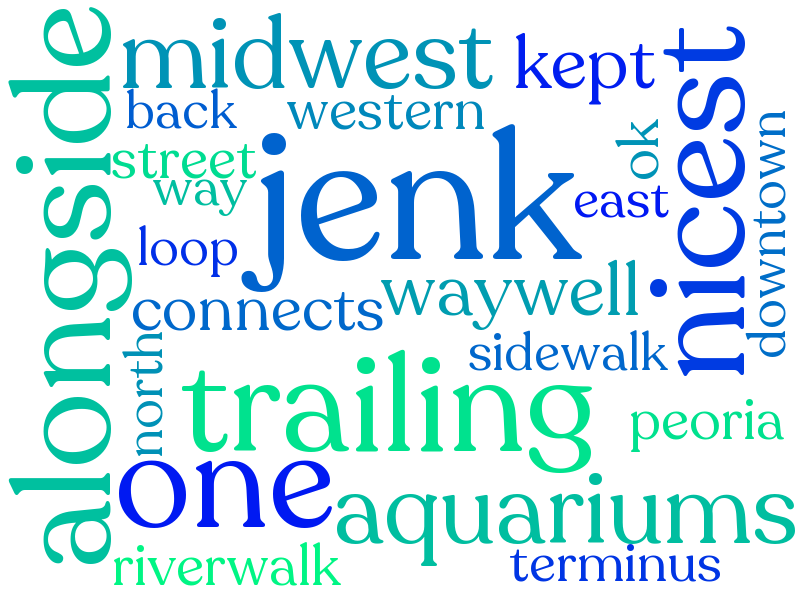 alongside
midwest
kept
nicest
back
western
street
ok
downtown
way
jenk
east
loop
waywell
connects
sidewalk
north
trailing
peoria
one
aquariums
riverwalk
terminus